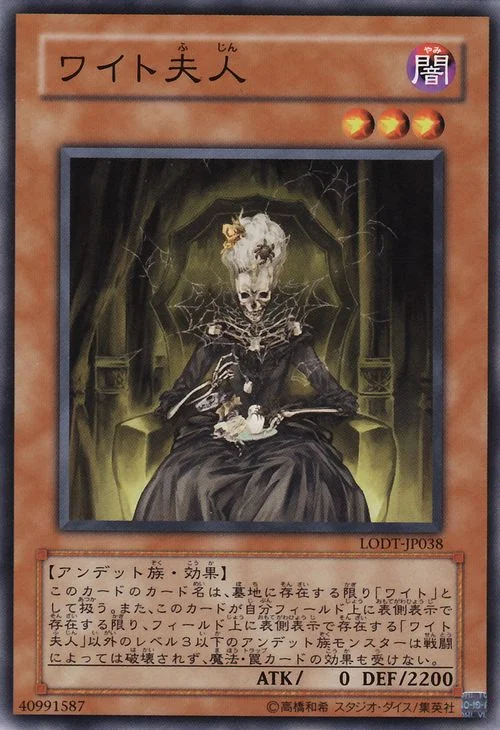 ワイト夫人
ふ じん
闇
やみ
LODT-JP038
【アンデット族・効果】
このカードのカード名は、墓地に存在する限り「ワイト」と
して扱う。また、このカードが自分フィールド上に表側表示で
存在する限り、フィールド上に表側表示で存在する「ワイト
夫人」以外のレベル3以下のアンデット族モンスターは戦闘
によっては破壊されず、魔法・罠カードの効果も受けない。
ATK/ 0 DEF/2200
40991587
©高橋和希 スタジオ・ダイス/集英社